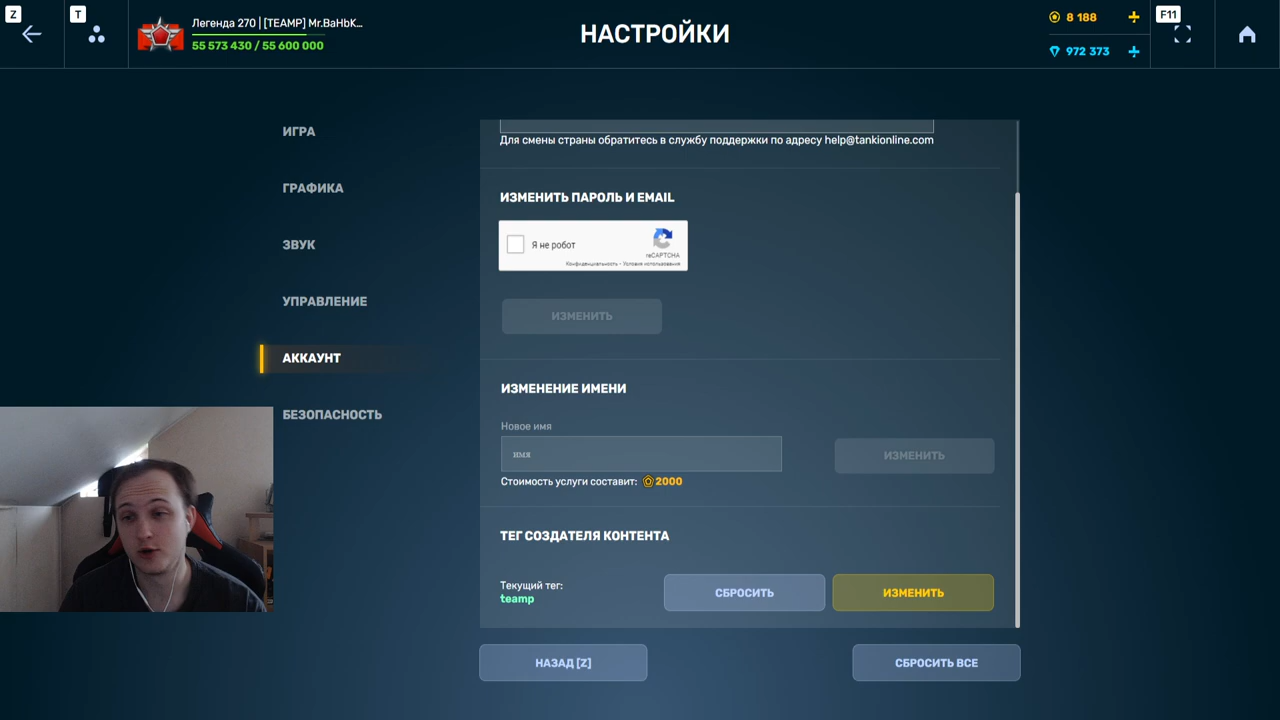 Z
T
Легенда 270 | [TEAMP] Mr.BaHbK...
55 573 430 / 55 600 000
НАСТРОЙКИ
8 188
972 373
F11
ИГРА
ГРАФИКА
ЗВУК
УПРАВЛЕНИЕ
АККАУНТ
БЕЗОПАСНОСТЬ
Для смены страны обратитесь в службу поддержки по адресу help@tankionline.com
ИЗМЕНИТЬ ПАРОЛЬ И EMAIL
Я не робот
reCAPTCHA
Конфиденциальность - Условия использования
ИЗМЕНИТЬ
ИЗМЕНЕНИЕ ИМЕНИ
Новое имя
имя
ИЗМЕНИТЬ
Стоимость услуги составит: 2000
ТЕГ СОЗДАТЕЛЯ КОНТЕНТА
Текущий тег:
teamp
СБРОСИТЬ
ИЗМЕНИТЬ
НАЗАД [Z]
СБРОСИТЬ ВСЕ